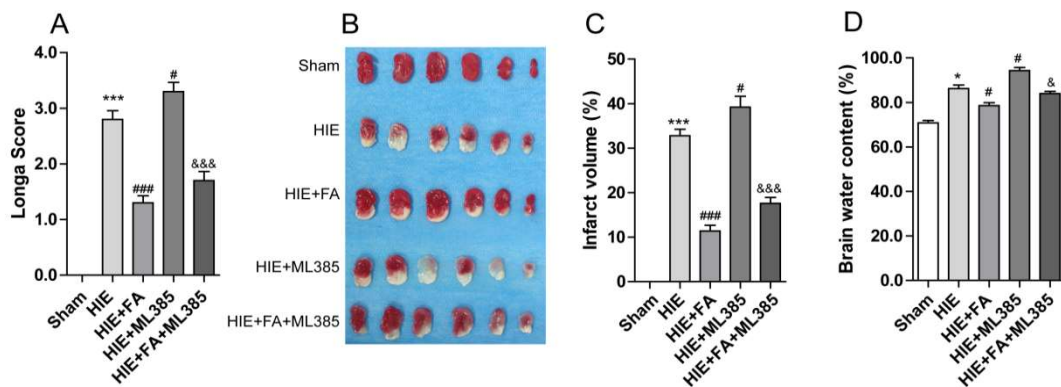 A
Longa Score
4.0
3.0
2.0
1.0
0.0
***
###
#
&&&
Sham
HIE
HIE+FA
HIE+ML385
HIE+FA+ML385
B
Sham
HIE
HIE+FA
HIE+ML385
HIE+FA+ML385
C
Infarct volume (%)
50
40
30
20
10
0
***
###
#
&&&
Sham
HIE
HIE+FA
HIE+ML385
HIE+FA+ML385
D
Brain water content (%)
100.0
80.0
60.0
40.0
20.0
0.0
*
#
#
&
Sham
HIE
HIE+FA
HIE+ML385
HIE+FA+ML385